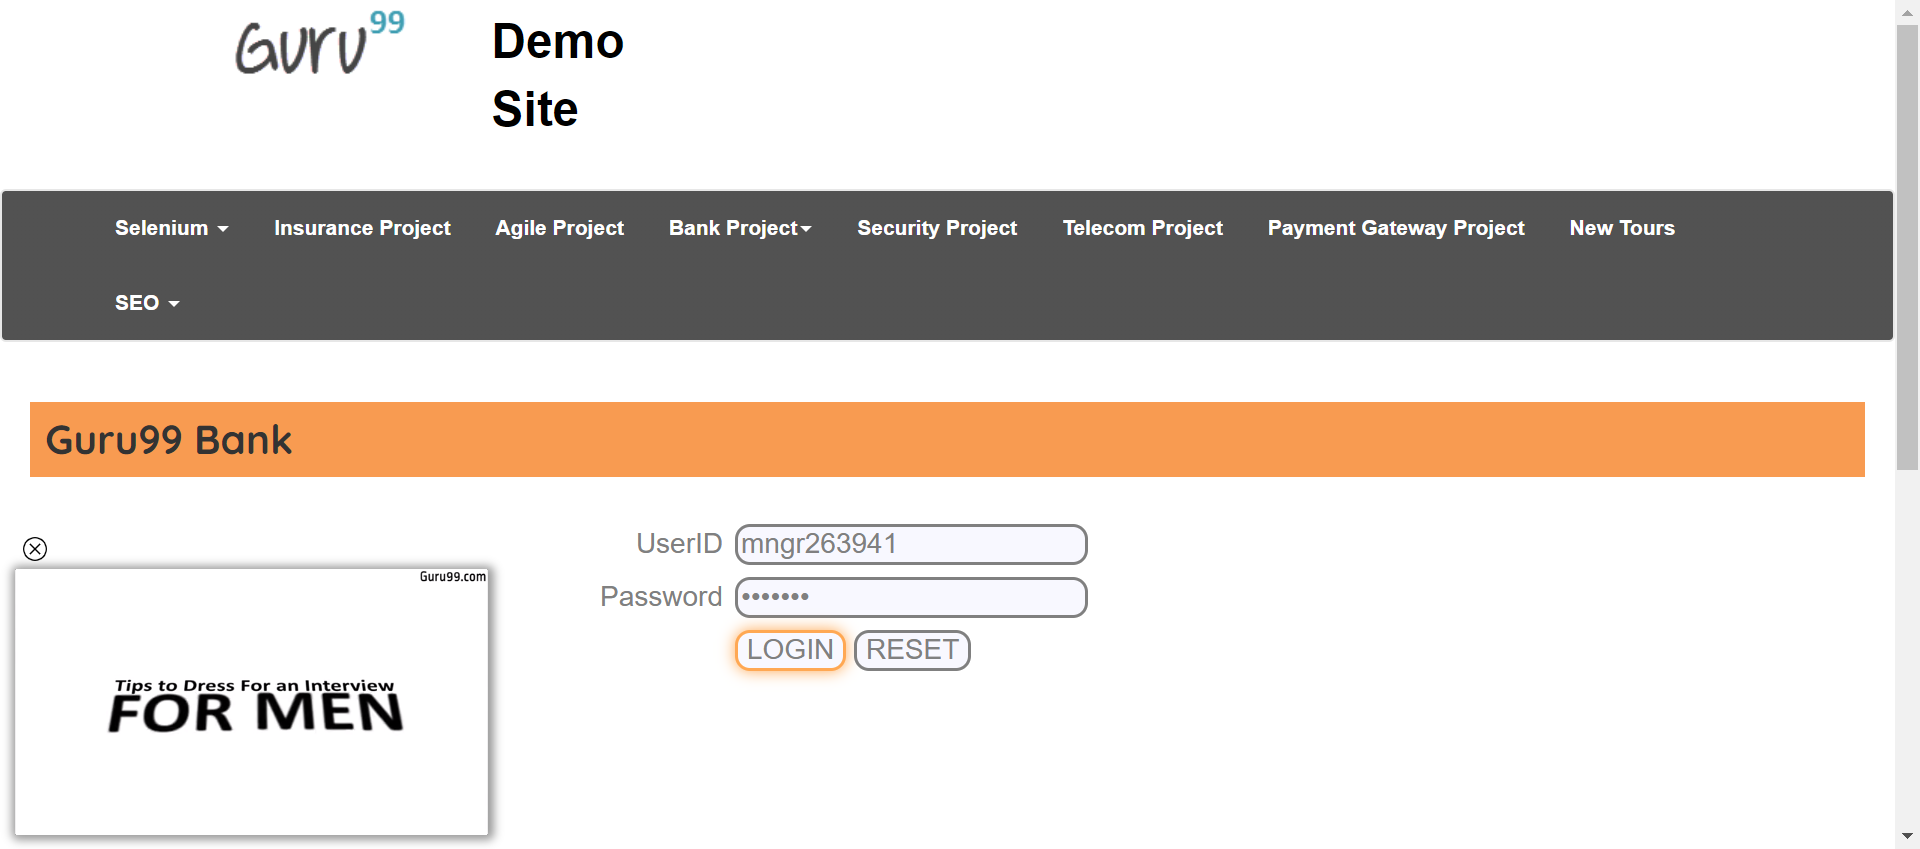 Guru99
Demo
Site
Selenium
Insurance Project
Agile Project
Bank Project
Security Project
Telecom Project
Payment Gateway Project
New Tours
SEO
Guru99 Bank
UserID mngr263941
Password •••••••
LOGIN RESET
Guru99.com
Tips to Dress For an Interview
FOR MEN